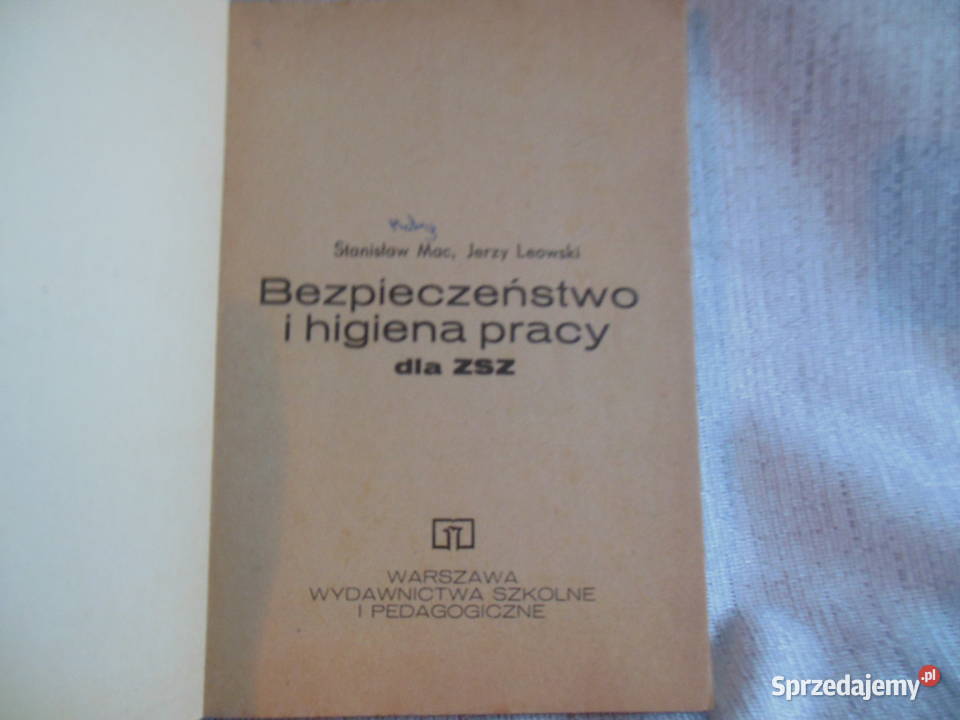 Stanisław Mac, Jerzy Leowski
Bezpieczeństwo
i higiena pracy
dla ZSZ
WARSZAWA
WYDAWNICTWA SZKOLNE
I PEDAGOGICZNE
Sprzedajemy.pl